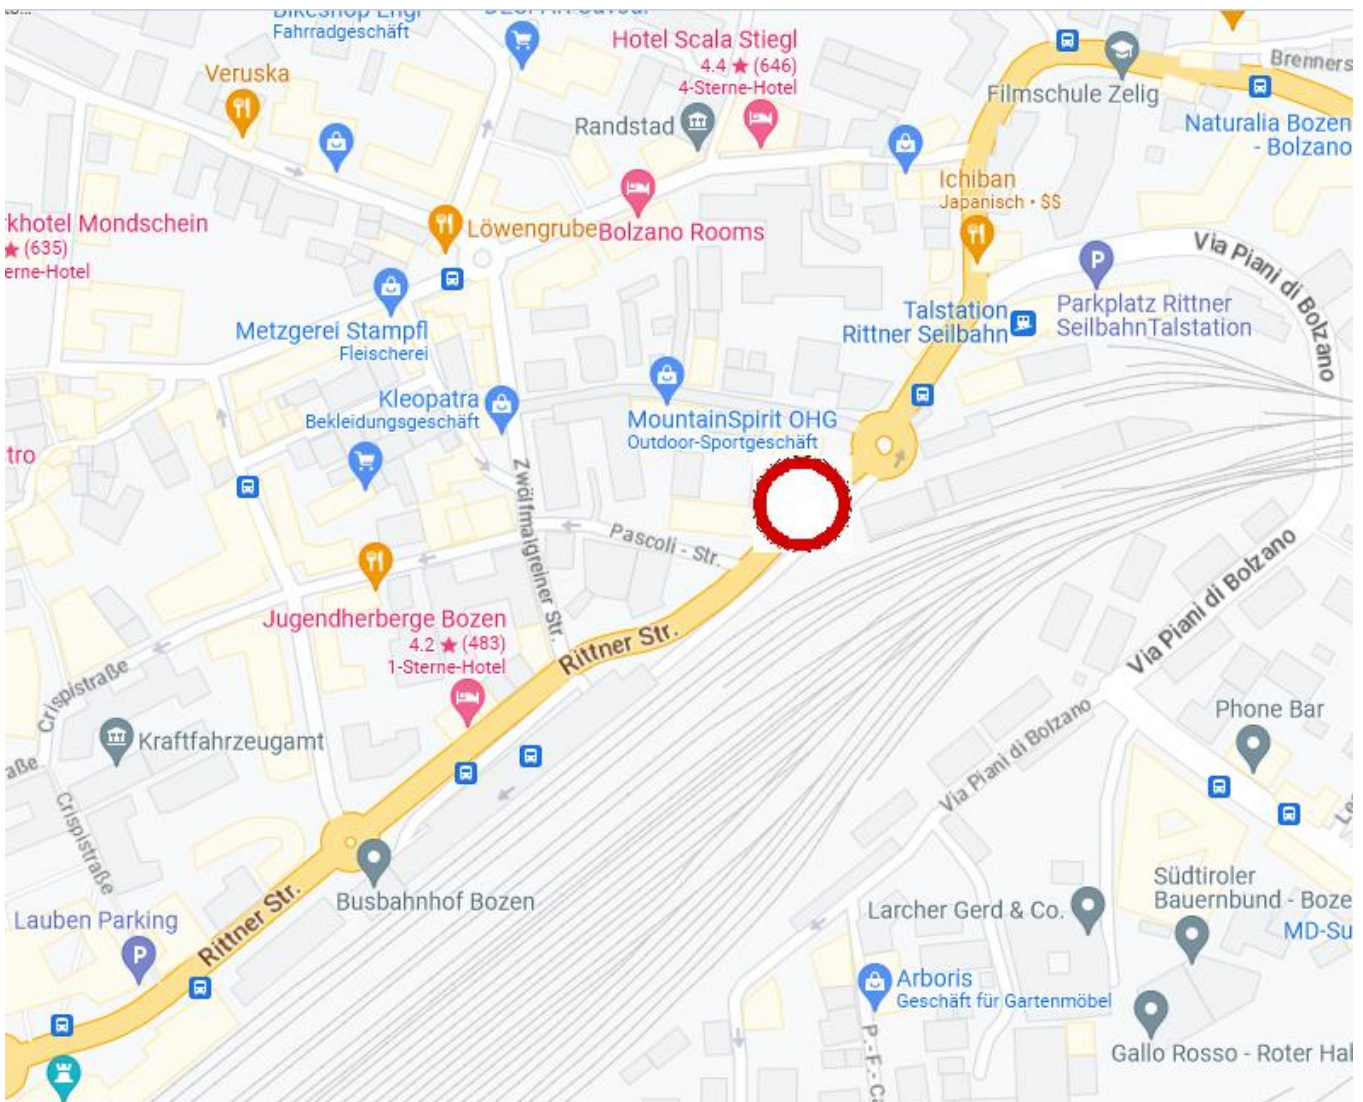 Bikeshop Engl
Fahrradgeschäft
Hotel Scala Stiegl
4.4 ★ (646)
4-Sterne-Hotel
Veruska
Randstad
Filmschule Zelig
Brenners
Naturalia Bozen
- Bolzano
Ichiban
Japanisch • $$
khotel Mondschein
★ (635)
erne-Hotel
Löwengrube
Bolzano Rooms
Via Piani di Bolzano
P
Parkplatz Rittner
SeilbahnTalstation
Talstation
Rittner Seilbahn
Metzgerei Stampfl
Fleischerei
Kleopatra
Bekleidungsgeschäft
MountainSpirit OHG
Outdoor-Sportgeschäft
tro
Zwölfmalgreiner Str.
Pascoli - Str.
Jugendherberge Bozen
4.2 ★ (483)
1-Sterne-Hotel
Rittner Str.
Via Piani di Bolzano
Crispistraße
Kraftfahrzeugamt
Phone Bar
Via Piani di Bolzano
aße
Crispistraße
Busbahnhof Bozen
Rittner Str.
Lauben Parking
P
Südtiroler
Bauernbund - Boze
MD-Su
Larcher Gerd & Co.
Arboris
Geschäft für Gartenmöbel
P.-F.-Ca
Gallo Rosso - Roter Hal